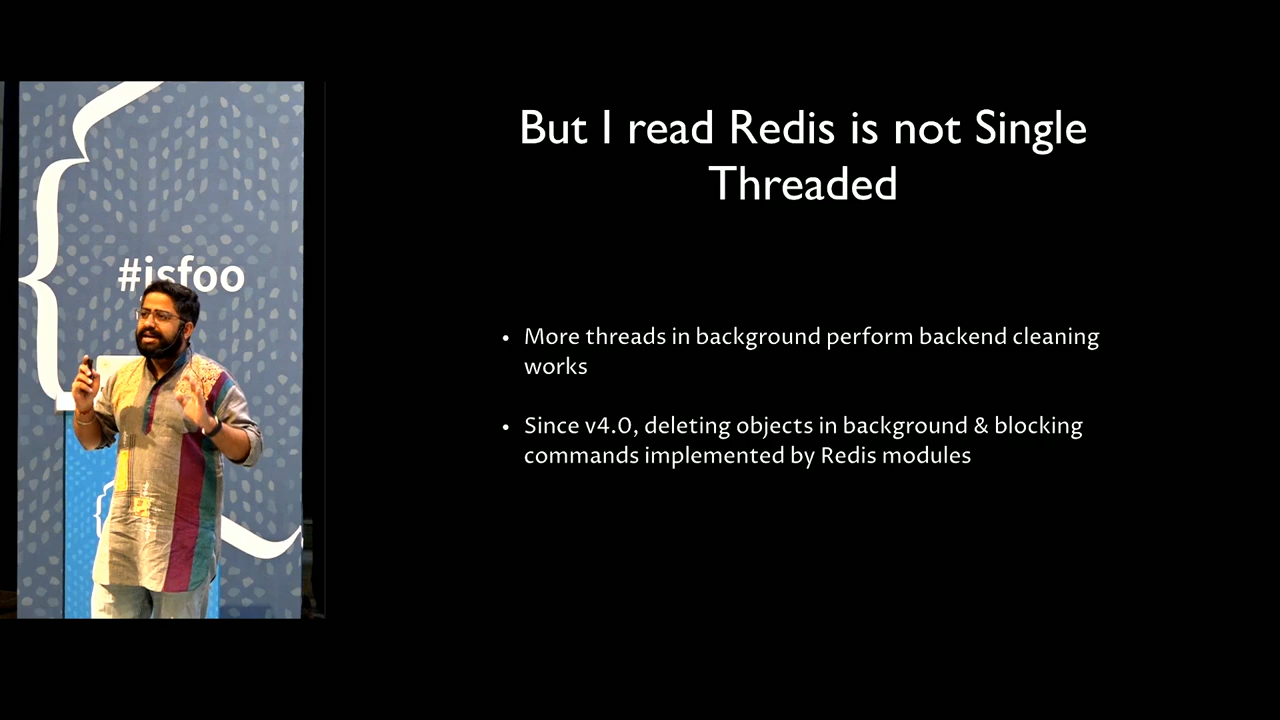 #jsfoo
But I read Redis is not Single
Threaded
• More threads in background perform backend cleaning
works
• Since v4.0, deleting objects in background & blocking
commands implemented by Redis modules